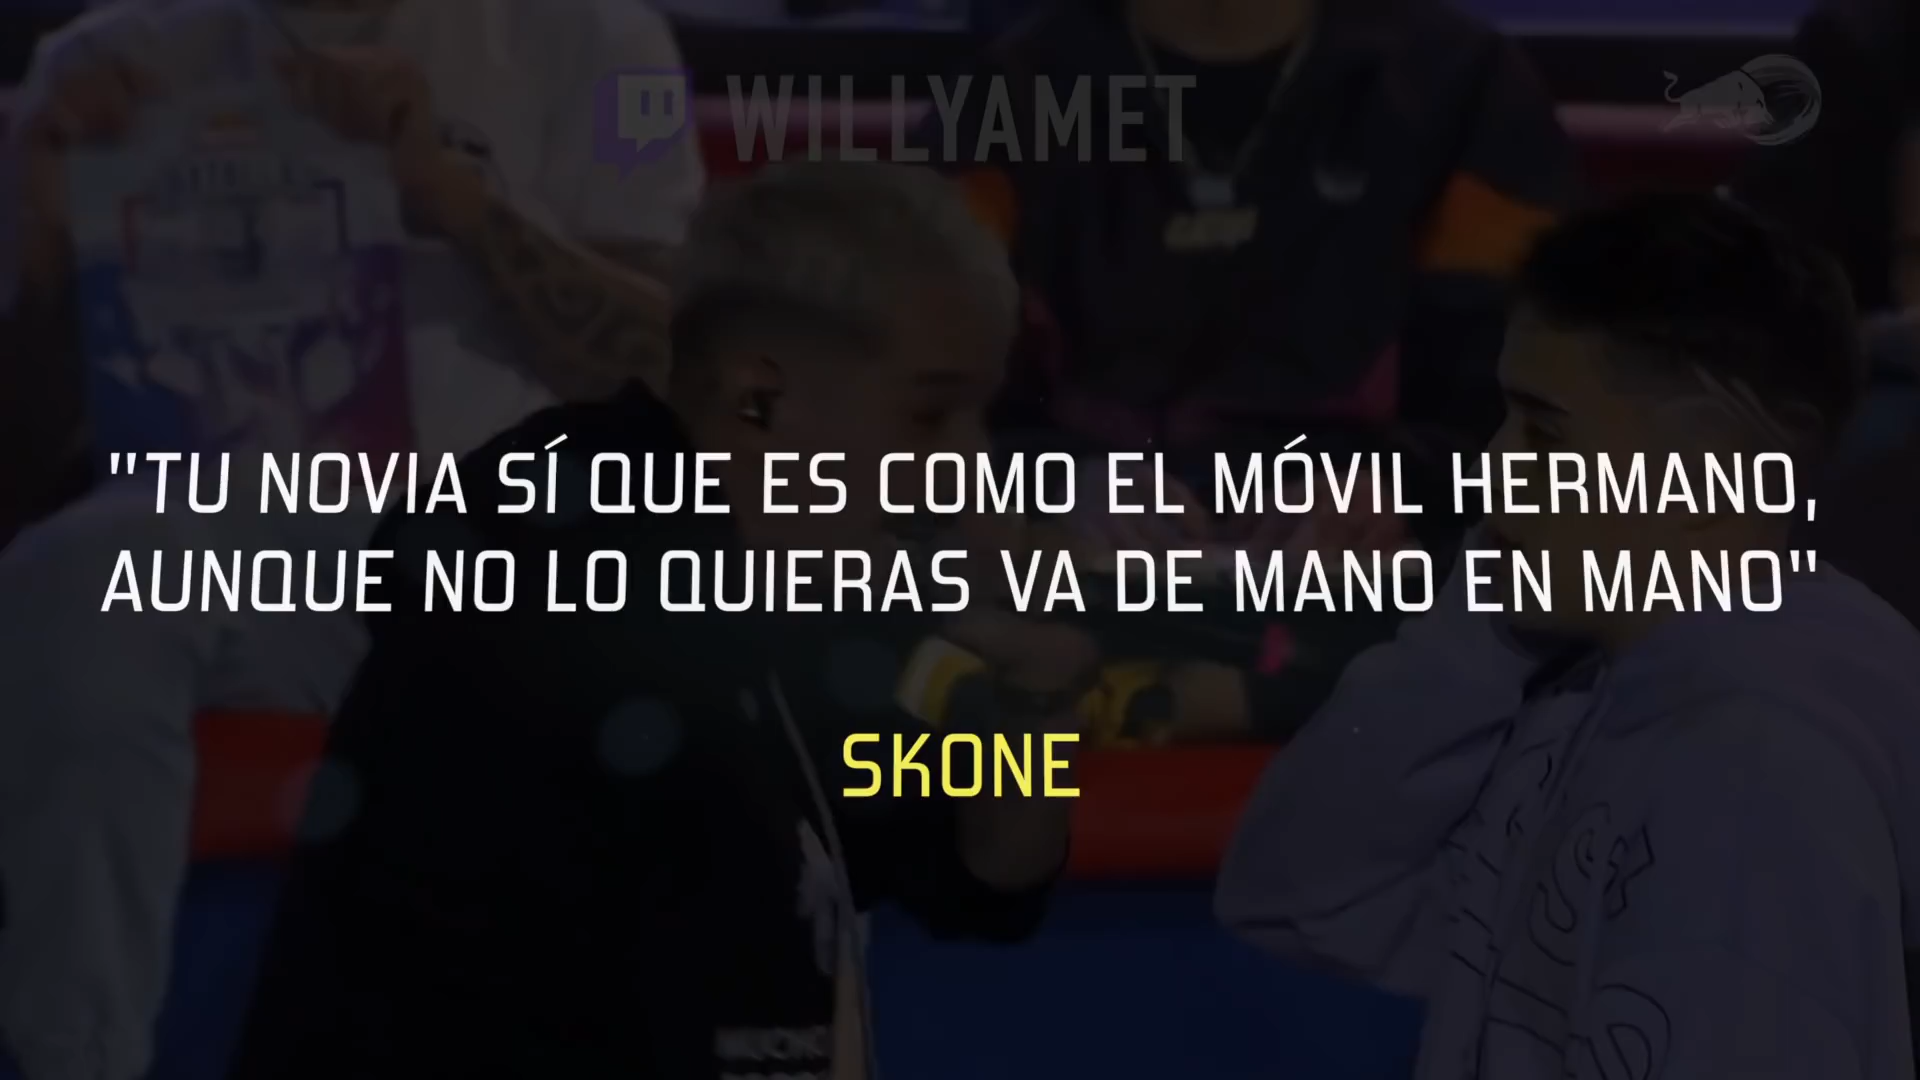 WILLYAMET
"TU NOVIA SÍ QUE ES COMO EL MÓVIL HERMANO,
AUNQUE NO LO QUIERAS VA DE MANO EN MANO"
SKONE